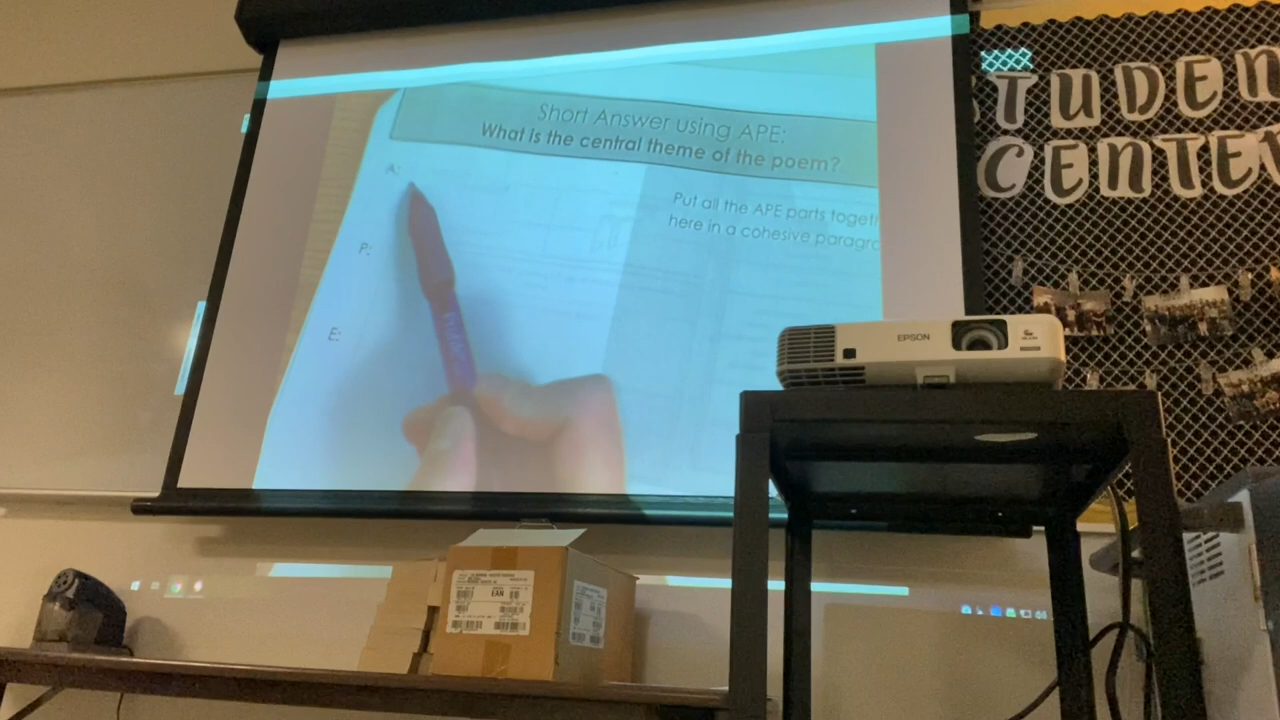 Short Answer using APE:
What is the central theme of the poem?
A:
Put all the APE parts togeth
here in a cohesive paragra
P:
E:
TUDEN
CENTE
EPSON
EAN